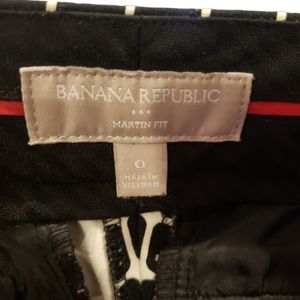 BANANA REPUBLIC
MARTIN FIT
0
MADE IN
VIETNAM